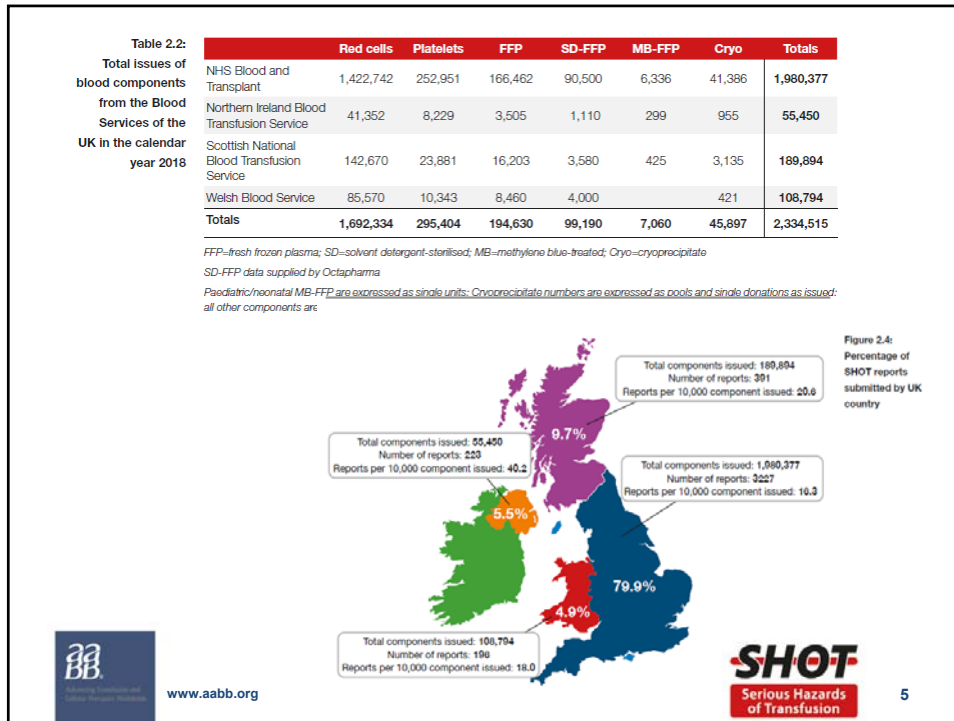 Table 2.2:
Total issues of
blood components
from the Blood
Services of the
UK in the calendar
year 2018
Red cells Platelets FFP SD-FFP MB-FFP Cryo Totals
NHS Blood and
Transplant
1,422,742 252,951 166,462 90,500 6,336 41,386 1,980,377
Northern Ireland Blood
Transfusion Service
41,352 8,229 3,505 1,110 299 955 55,450
Scottish National
Blood Transfusion
Service
142,670 23,881 16,203 3,580 425 3,135 189,894
Welsh Blood Service 85,570 10,343 8,460 4,000 421 108,794
Totals 1,692,334 295,404 194,630 99,190 7,060 45,897 2,334,515
FFP=fresh frozen plasma; SD=solvent detergent-sterilised; MB=methylene blue-treated; Cryo=cryoprecipitate
SD-FFP data supplied by Octapharma
Paediatric/neonatal MB-FFP are expressed as single units; Cryoprecipitate numbers are expressed as pools and single donations as issued;
all other components are
Figure 2.4:
Percentage of
SHOT reports
submitted by UK
country
Total components issued: 189,894
Number of reports: 391
Reports per 10,000 component issued: 20.6
9.7%
Total components issued: 55,450
Number of reports: 223
Reports per 10,000 component issued: 40.2
5.5%
Total components issued: 1,980,377
Number of reports: 3227
Reports per 10,000 component issued: 16.3
79.9%
4.9%
Total components issued: 108,794
Number of reports: 196
Reports per 10,000 component issued: 18.0
aaBB
Advancing Transfusion and
Cellular Therapies Worldwide
www.aabb.org
SHOT
Serious Hazards
of Transfusion
5